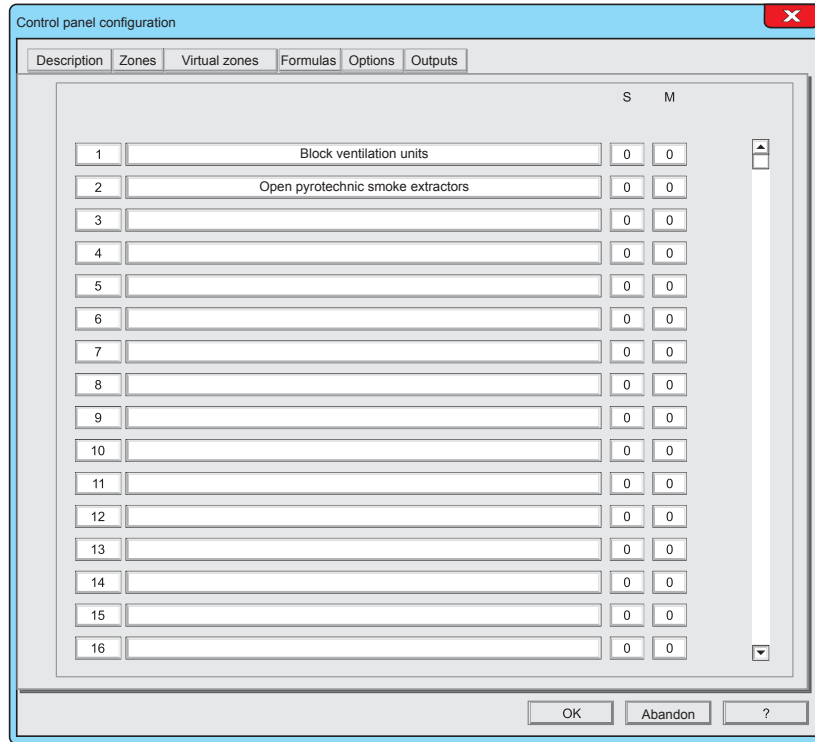 Control panel configuration
X
Description Zones Virtual zones Formulas Options Outputs
S M
1 Block ventilation units 0 0
2 Open pyrotechnic smoke extractors 0 0
3 0 0
4 0 0
5 0 0
6 0 0
7 0 0
8 0 0
9 0 0
10 0 0
11 0 0
12 0 0
13 0 0
14 0 0
15 0 0
16 0 0
OK Abandon ?